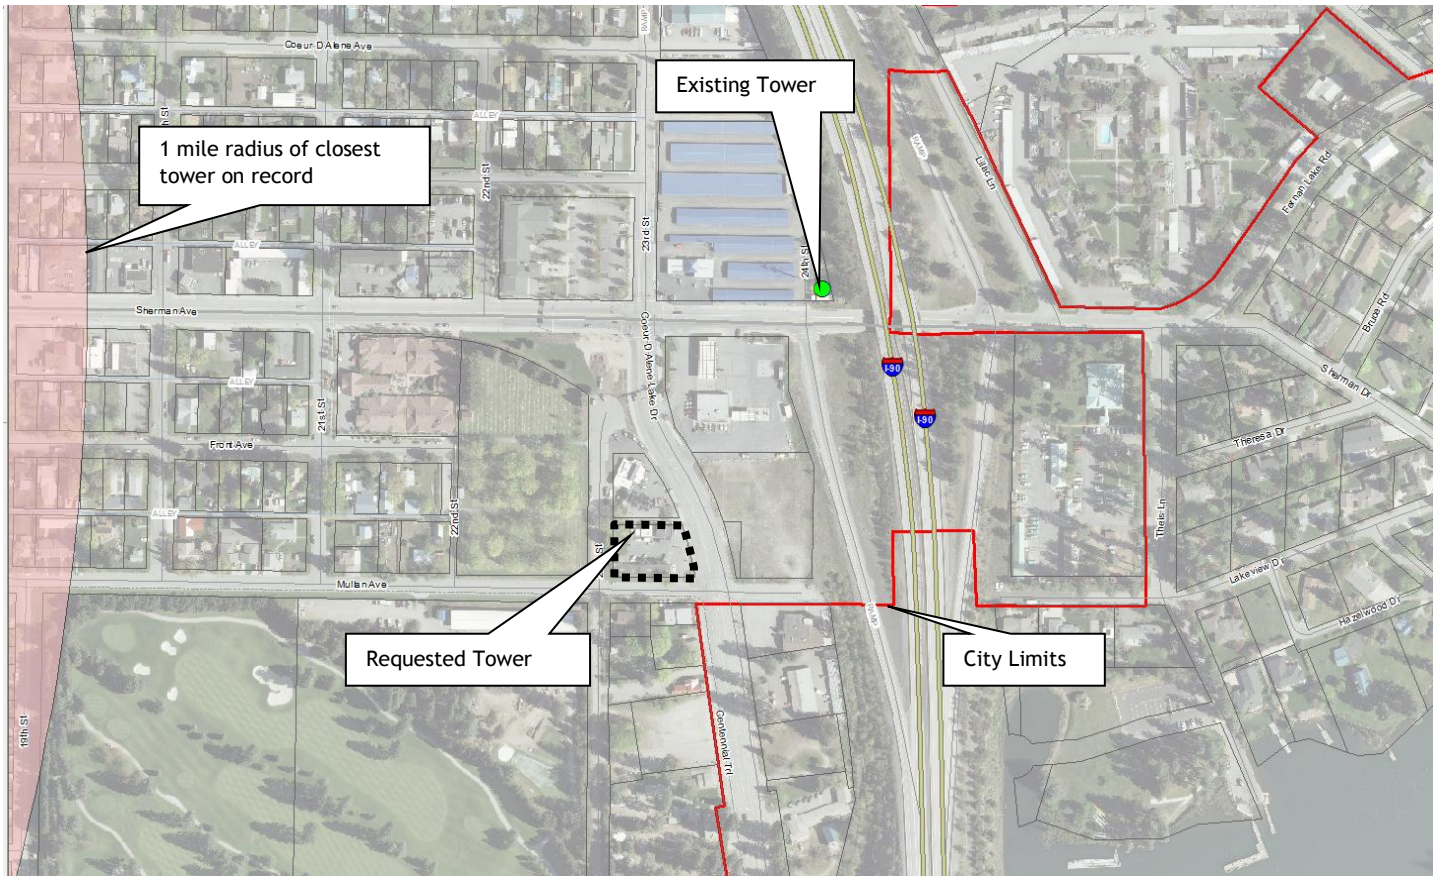 RAMP
Coeur D Alene Ave
Existing Tower
ALLEY
1 mile radius of closest
tower on record
RAMP
Lilac Ln
Fernan Lake Rd
22nd St
23rd St
24th St
ALLEY
Sherman Ave
Bruce Rd
Coeur D Alene Lake Dr
I-90
Sherman Dr
ALLEY
21st St
I-90
Front Ave
Theresa Dr
ALLEY
22nd St
Theis Ln
Lakeview Dr
Mullan Ave
Hazelwood Dr
RAMP
Requested Tower
City Limits
19th St
Centennial Trl